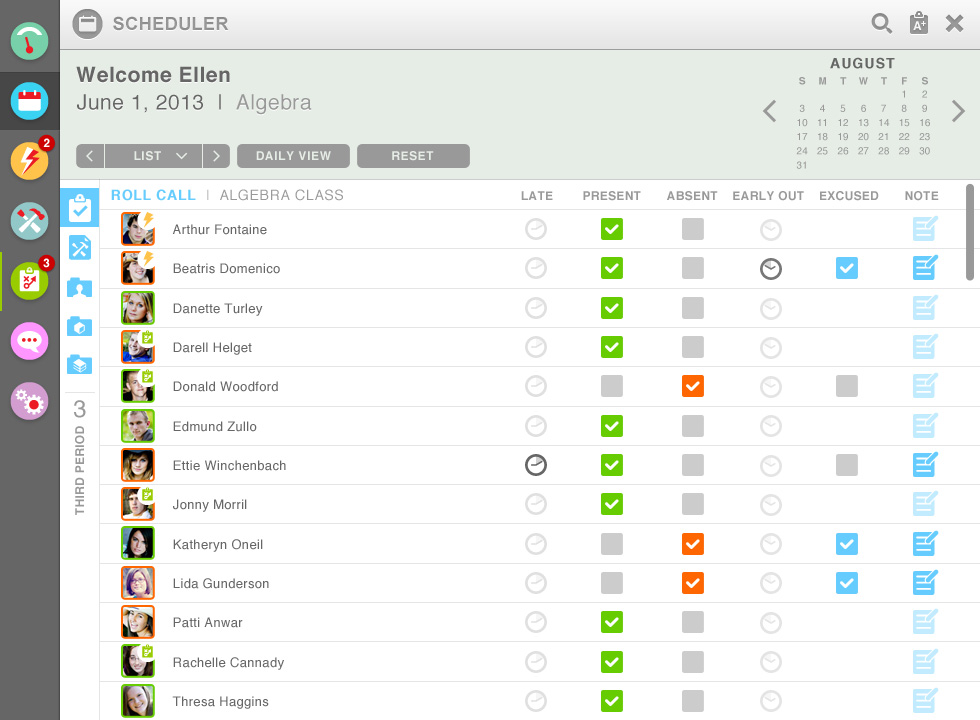 SCHEDULER
A+
Welcome Ellen
June 1, 2013 | Algebra
AUGUST
S M T W T F S
1 2
3 4 5 6 7 8 9
10 11 12 13 14 15 16
17 18 19 20 21 22 23
24 25 26 27 28 29 30
31
LIST DAILY VIEW RESET
2
3
ROLL CALL | ALGEBRA CLASS LATE PRESENT ABSENT EARLY OUT EXCUSED NOTE
Arthur Fontaine
Beatris Domenico
Danette Turley
Darell Helget
Donald Woodford
Edmund Zullo
Ettie Winchenbach
Jonny Morril
Katheryn Oneil
Lida Gunderson
Patti Anwar
Rachelle Cannady
Thresa Haggins
3
THIRD PERIOD